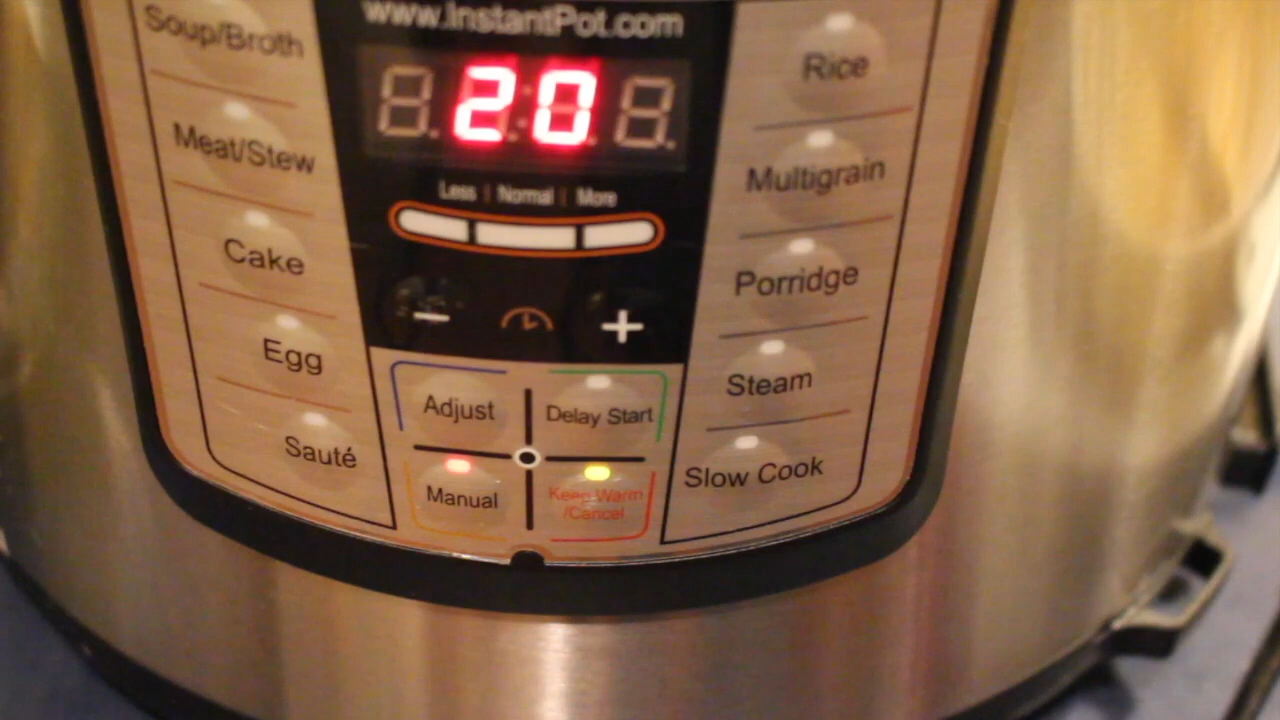 www.InstantPot.com
20
Less | Normal | More
- +
Soup/Broth
Meat/Stew
Cake
Egg
Sauté
Adjust
Delay Start
Manual
Keep Warm
/Cancel
Rice
Multigrain
Porridge
Steam
Slow Cook